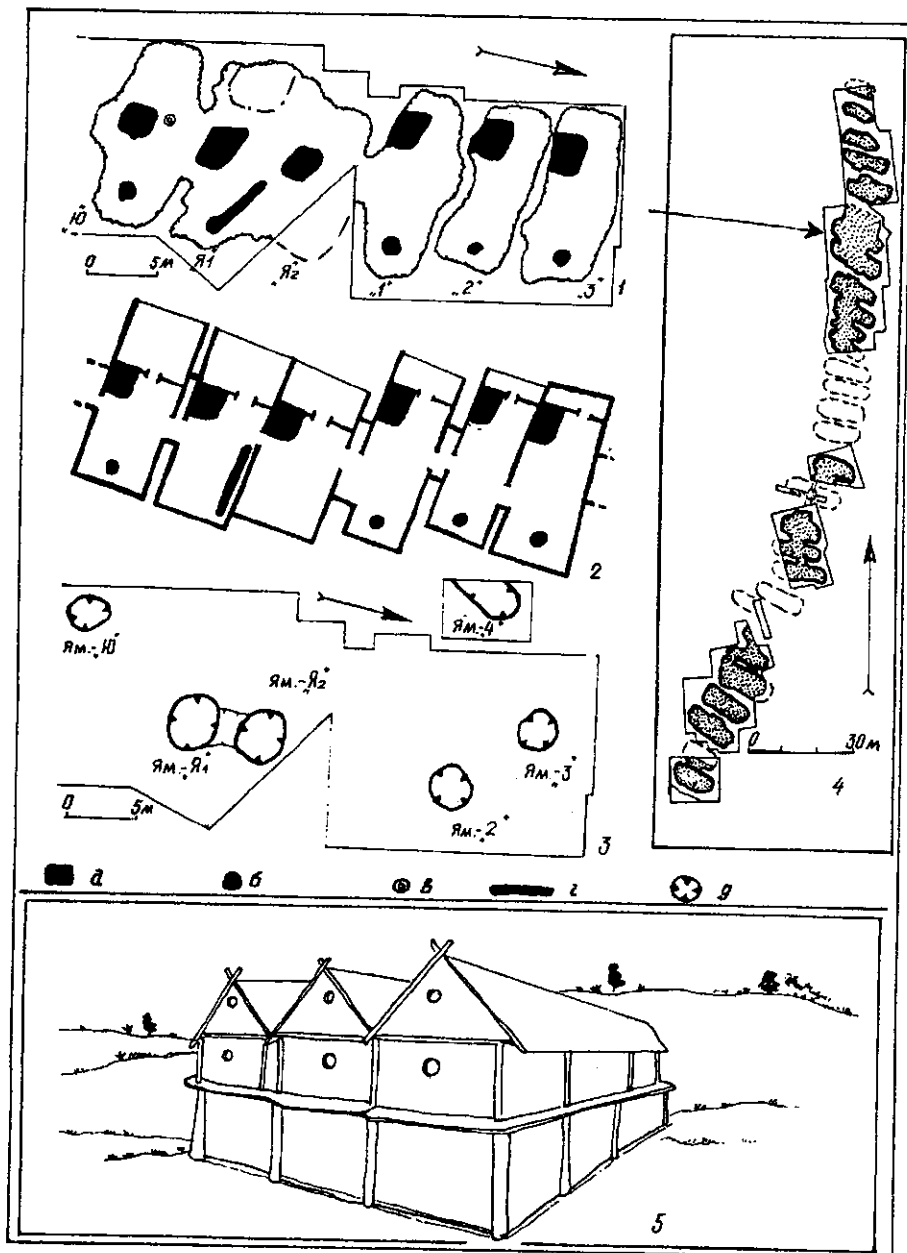 „Ю"
„Я1"
„Я2"
0 5м
„1"
„2"
„3"
1
2
Ям.-„Ю"
Ям.-„4"
Ям.-„Я2"
Ям.-„Я1"
Ям.-„3"
Ям.-„2"
0 5м
3
0 30м
4
а
б
в
г
д
5